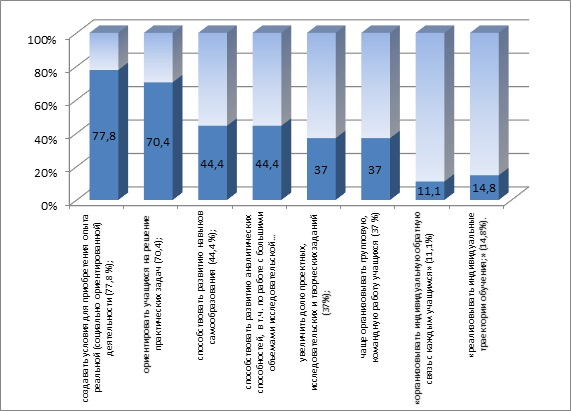 100%
80%
60%
40%
20%
0%
77,8
70,4
44,4
44,4
37
37
11,1
14,8
создавать условия для приобретения опыта
реальной (социально ориентированной)
деятельности (77,8 %);
ориентировать учащихся на решение
практических задач (70,4);
способствовать развитию навыков
самообразования (44,4 %);
способствовать развитию аналитических
способностей, в т.ч. по работе с большими
объемами исследовательской…
увеличить долю проектных,
исследовательских и творческих заданий
(37%);
чаще организовывать групповую,
командную работу учащихся (37 %)
«организовывать индивидуальную обратную
связь с каждым учащимся» (11,1%)
«реализовывать индивидуальные
траектории обучения;» (14,8%).